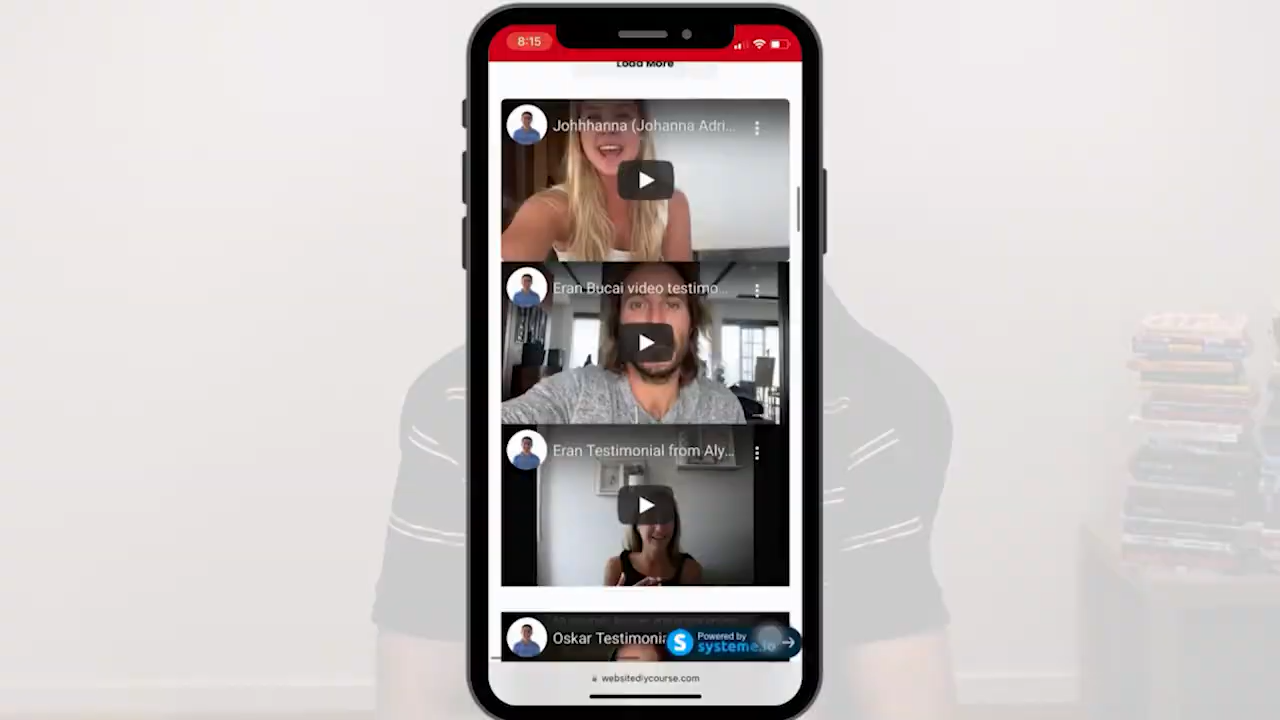 8:15
Load More
Johhhanna (Johanna Adri...
Eran Bucai video testimo...
Eran Testimonial from Aly...
Oskar Testimonia
Powered by
systeme.io
websitediycourse.com